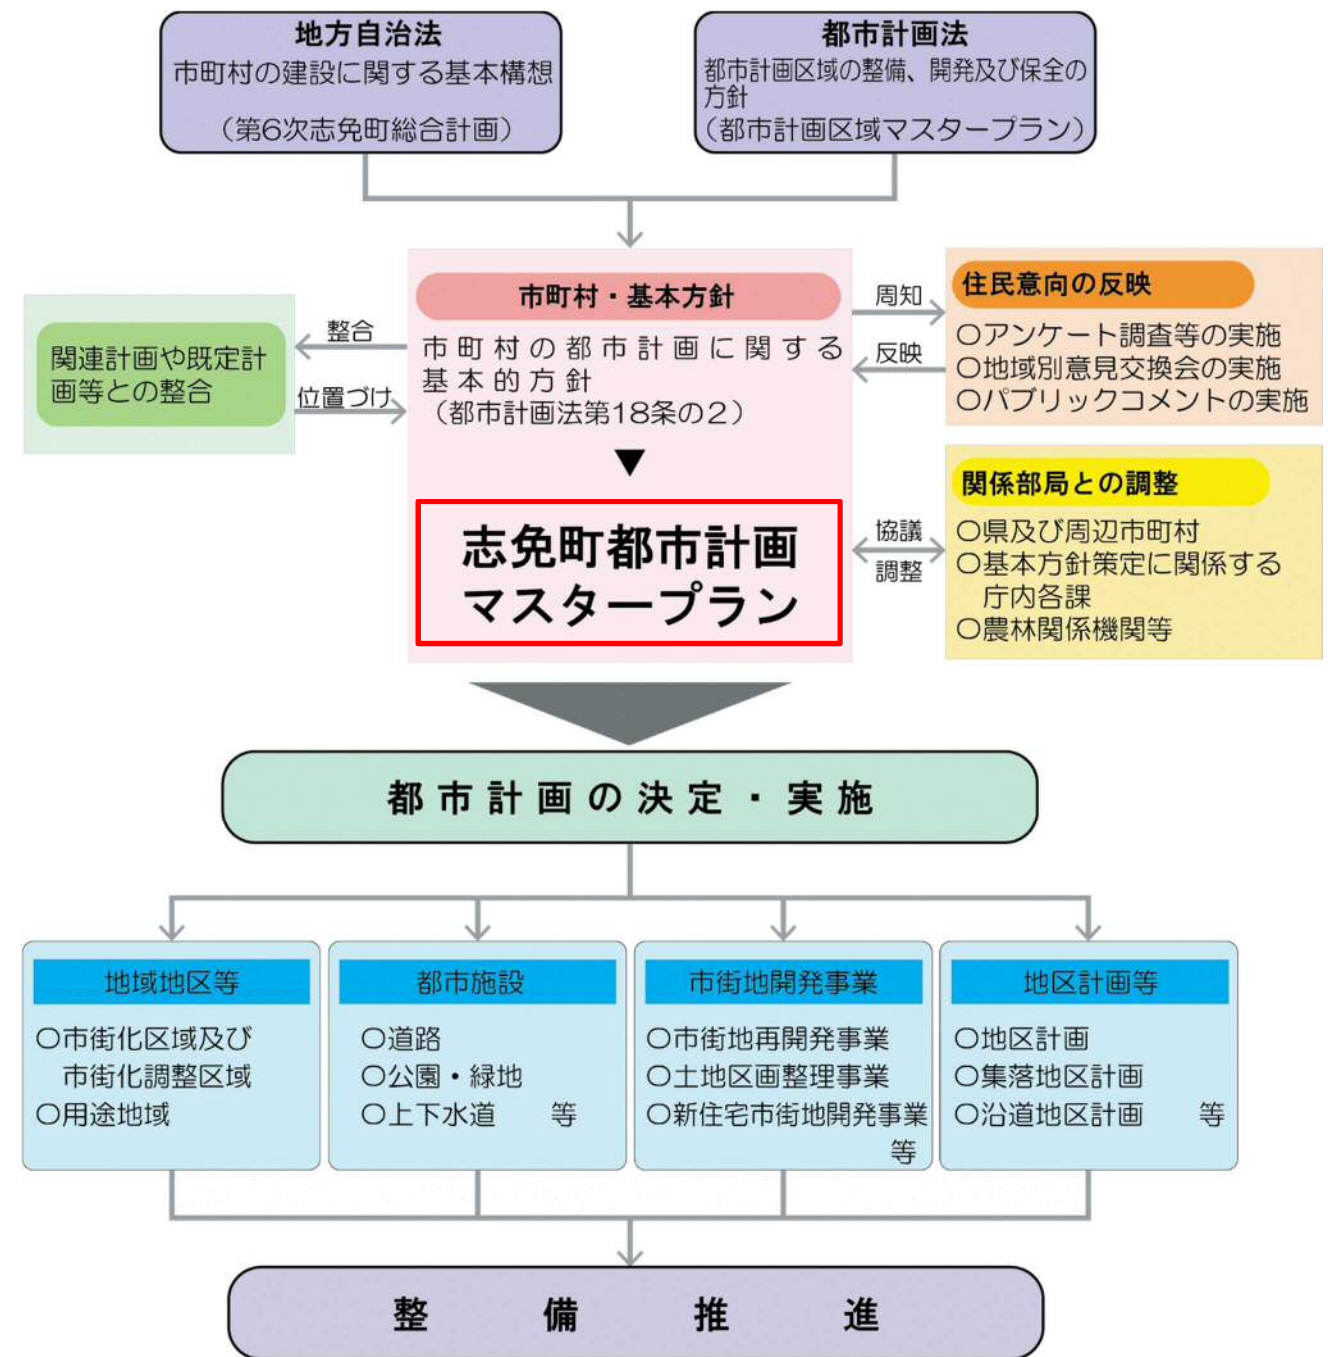 地方自治法
市町村の建設に関する基本構想
（第6次志免町総合計画）
都市計画法
都市計画区域の整備、開発及び保全の
方針
（都市計画区域マスタープラン）
関連計画や既定計
画等との整合
整合
位置づけ
市町村・基本方針
市町村の都市計画に関する
基本的方針
（都市計画法第18条の2）
▼
志免町都市計画
マスタープラン
周知
反映
住民意向の反映
○アンケート調査等の実施
○地域別意見交換会の実施
○パブリックコメントの実施
協議
調整
関係部局との調整
○県及び周辺市町村
○基本方針策定に関係する
庁内各課
○農林関係機関等
都市計画の決定・実施
地域地区等
○市街化区域及び
市街化調整区域
○用途地域
都市施設
○道路
○公園・緑地
○上下水道　等
市街地開発事業
○市街地再開発事業
○土地区画整理事業
○新住宅市街地開発事業
等
地区計画等
○地区計画
○集落地区計画
○沿道地区計画　等
整備推進